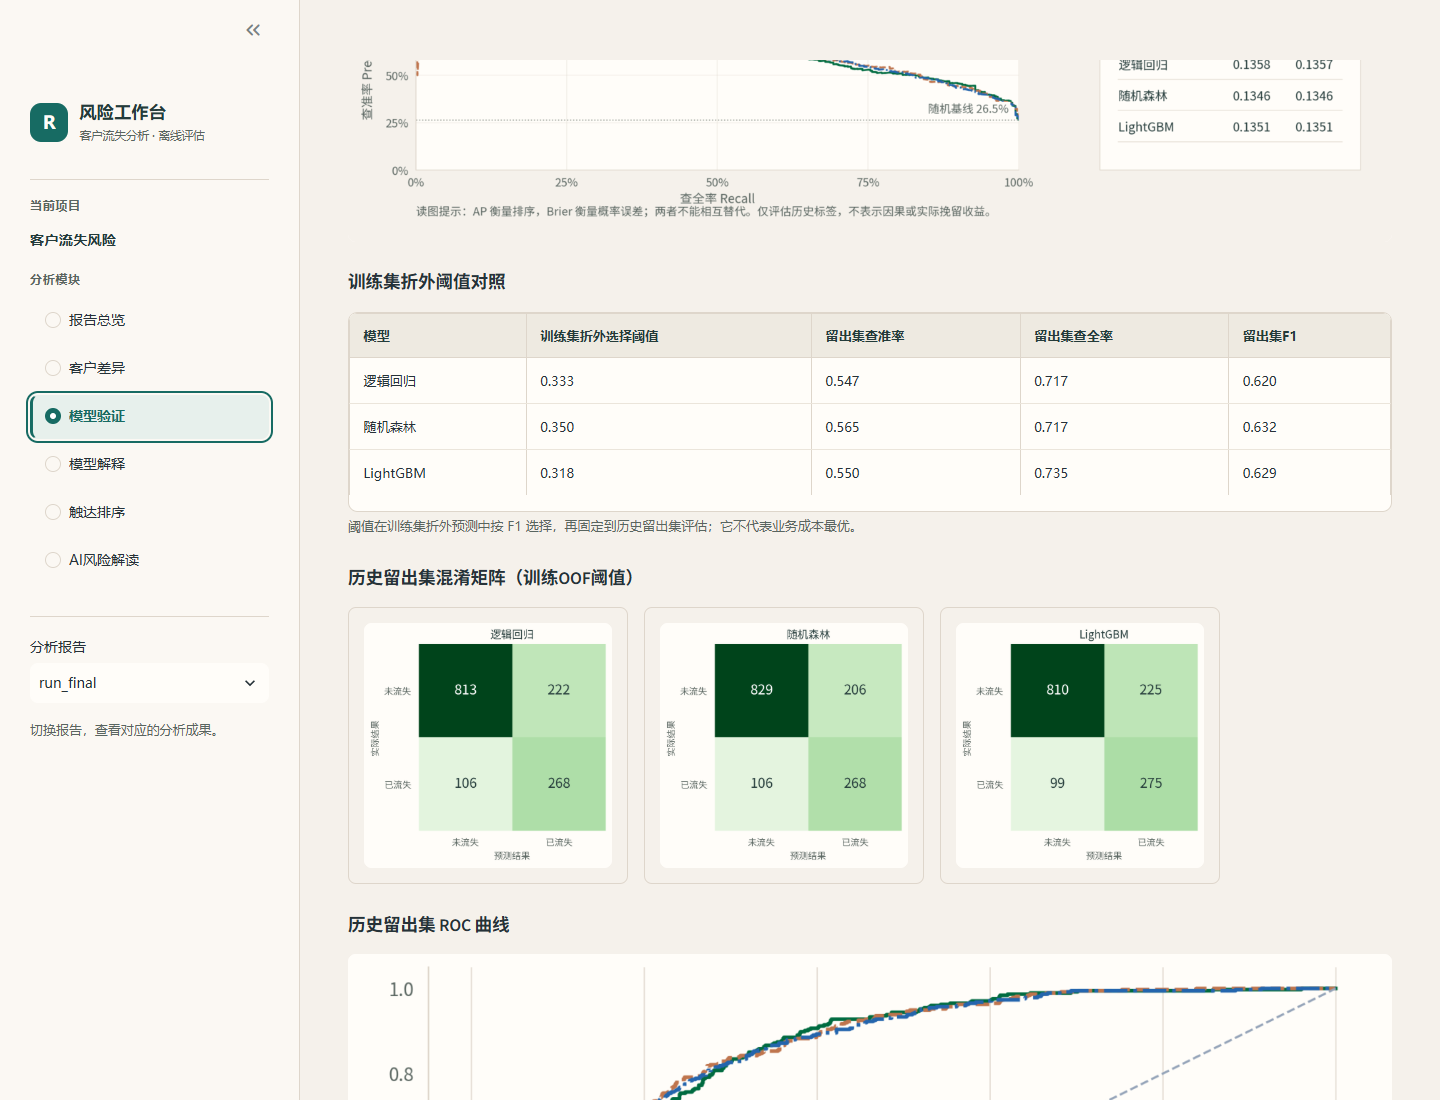 R
风险工作台
客户流失分析 · 离线评估
当前项目
客户流失风险
分析模块
报告总览
客户差异
模型验证
模型解释
触达排序
AI风险解读
分析报告
run_final
切换报告，查看对应的分析成果。
查准率 Pre
50%
25%
0%
随机基线 26.5%
0% 25% 50% 75% 100%
查全率 Recall
读图提示：AP 衡量排序，Brier 衡量概率误差；两者不能相互替代。仅评估历史标签，不表示因果或实际挽留收益。
逻辑回归 0.1358 0.1357
随机森林 0.1346 0.1346
LightGBM 0.1351 0.1351
训练集折外阈值对照
模型 训练集折外选择阈值 留出集查准率 留出集查全率 留出集F1
逻辑回归 0.333 0.547 0.717 0.620
随机森林 0.350 0.565 0.717 0.632
LightGBM 0.318 0.550 0.735 0.629
阈值在训练集折外预测中按 F1 选择，再固定到历史留出集评估；它不代表业务成本最优。
历史留出集混淆矩阵（训练OOF阈值）
逻辑回归
实际结果
未流失 813 222
已流失 106 268
未流失 已流失
预测结果
随机森林
实际结果
未流失 829 206
已流失 106 268
未流失 已流失
预测结果
LightGBM
实际结果
未流失 810 225
已流失 99 275
未流失 已流失
预测结果
历史留出集 ROC 曲线
1.0
0.8